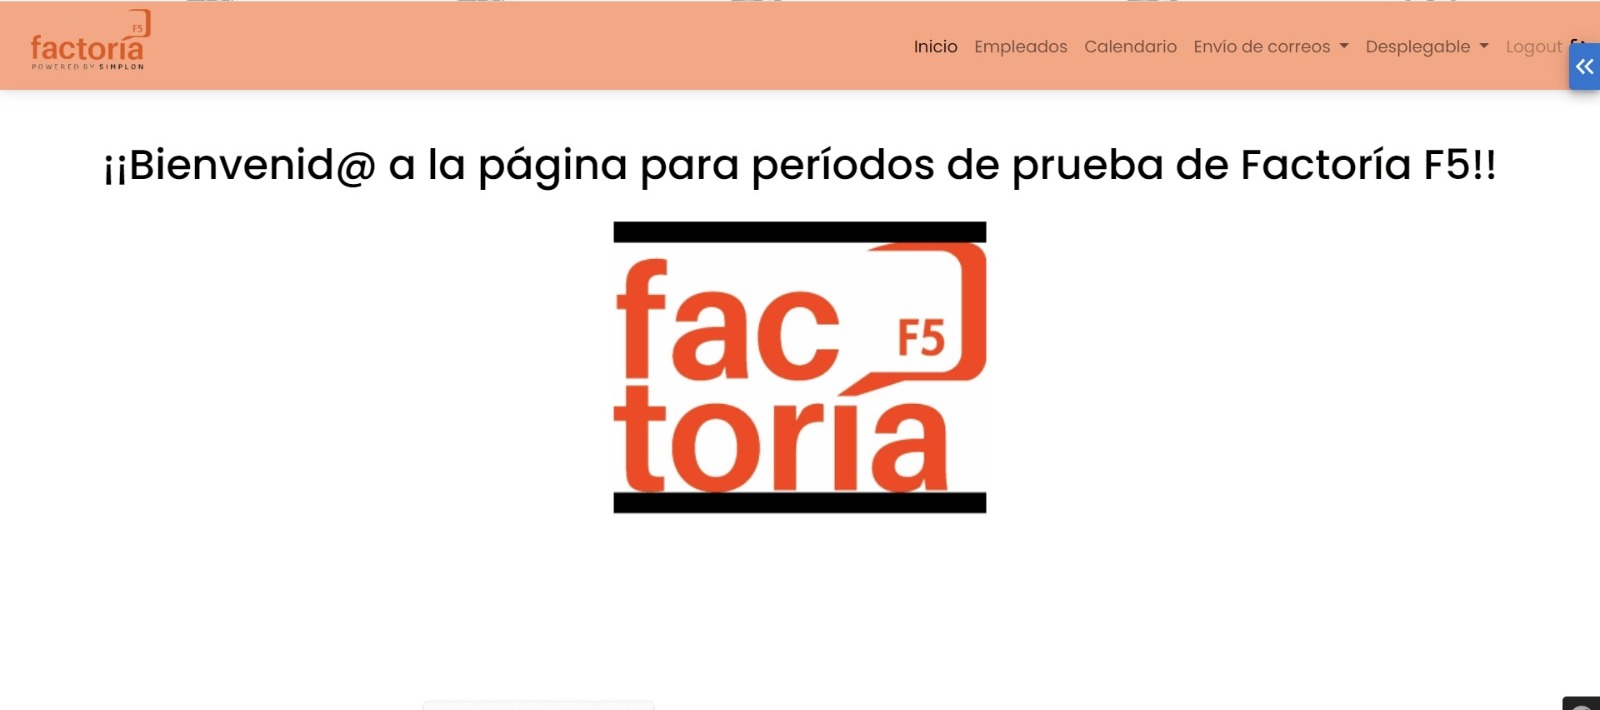 F5
factoría
POWERED BY SIMPLON
Inicio Empleados Calendario Envío de correos Desplegable Logout
¡¡Bienvenid@ a la página para períodos de prueba de Factoría F5!!
fac
F5
toría